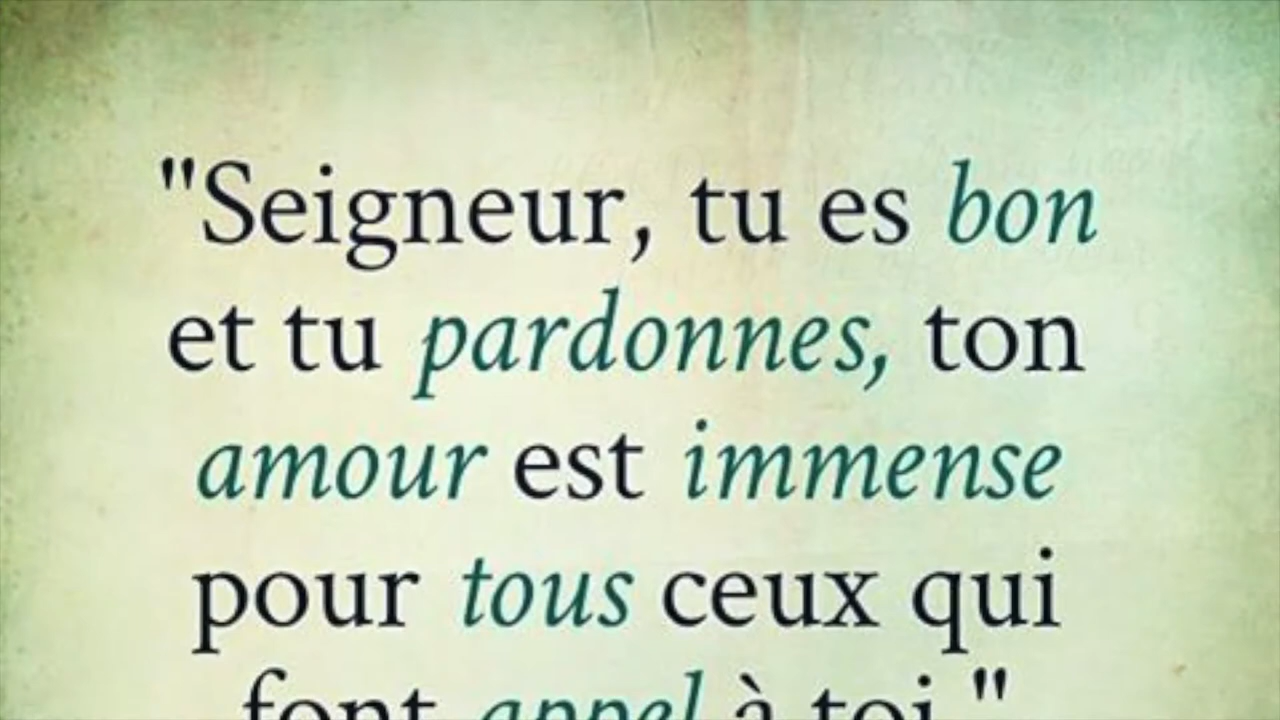 "Seigneur, tu es bon
et tu pardonnes, ton
amour est immense
pour tous ceux qui
font appel à toi."